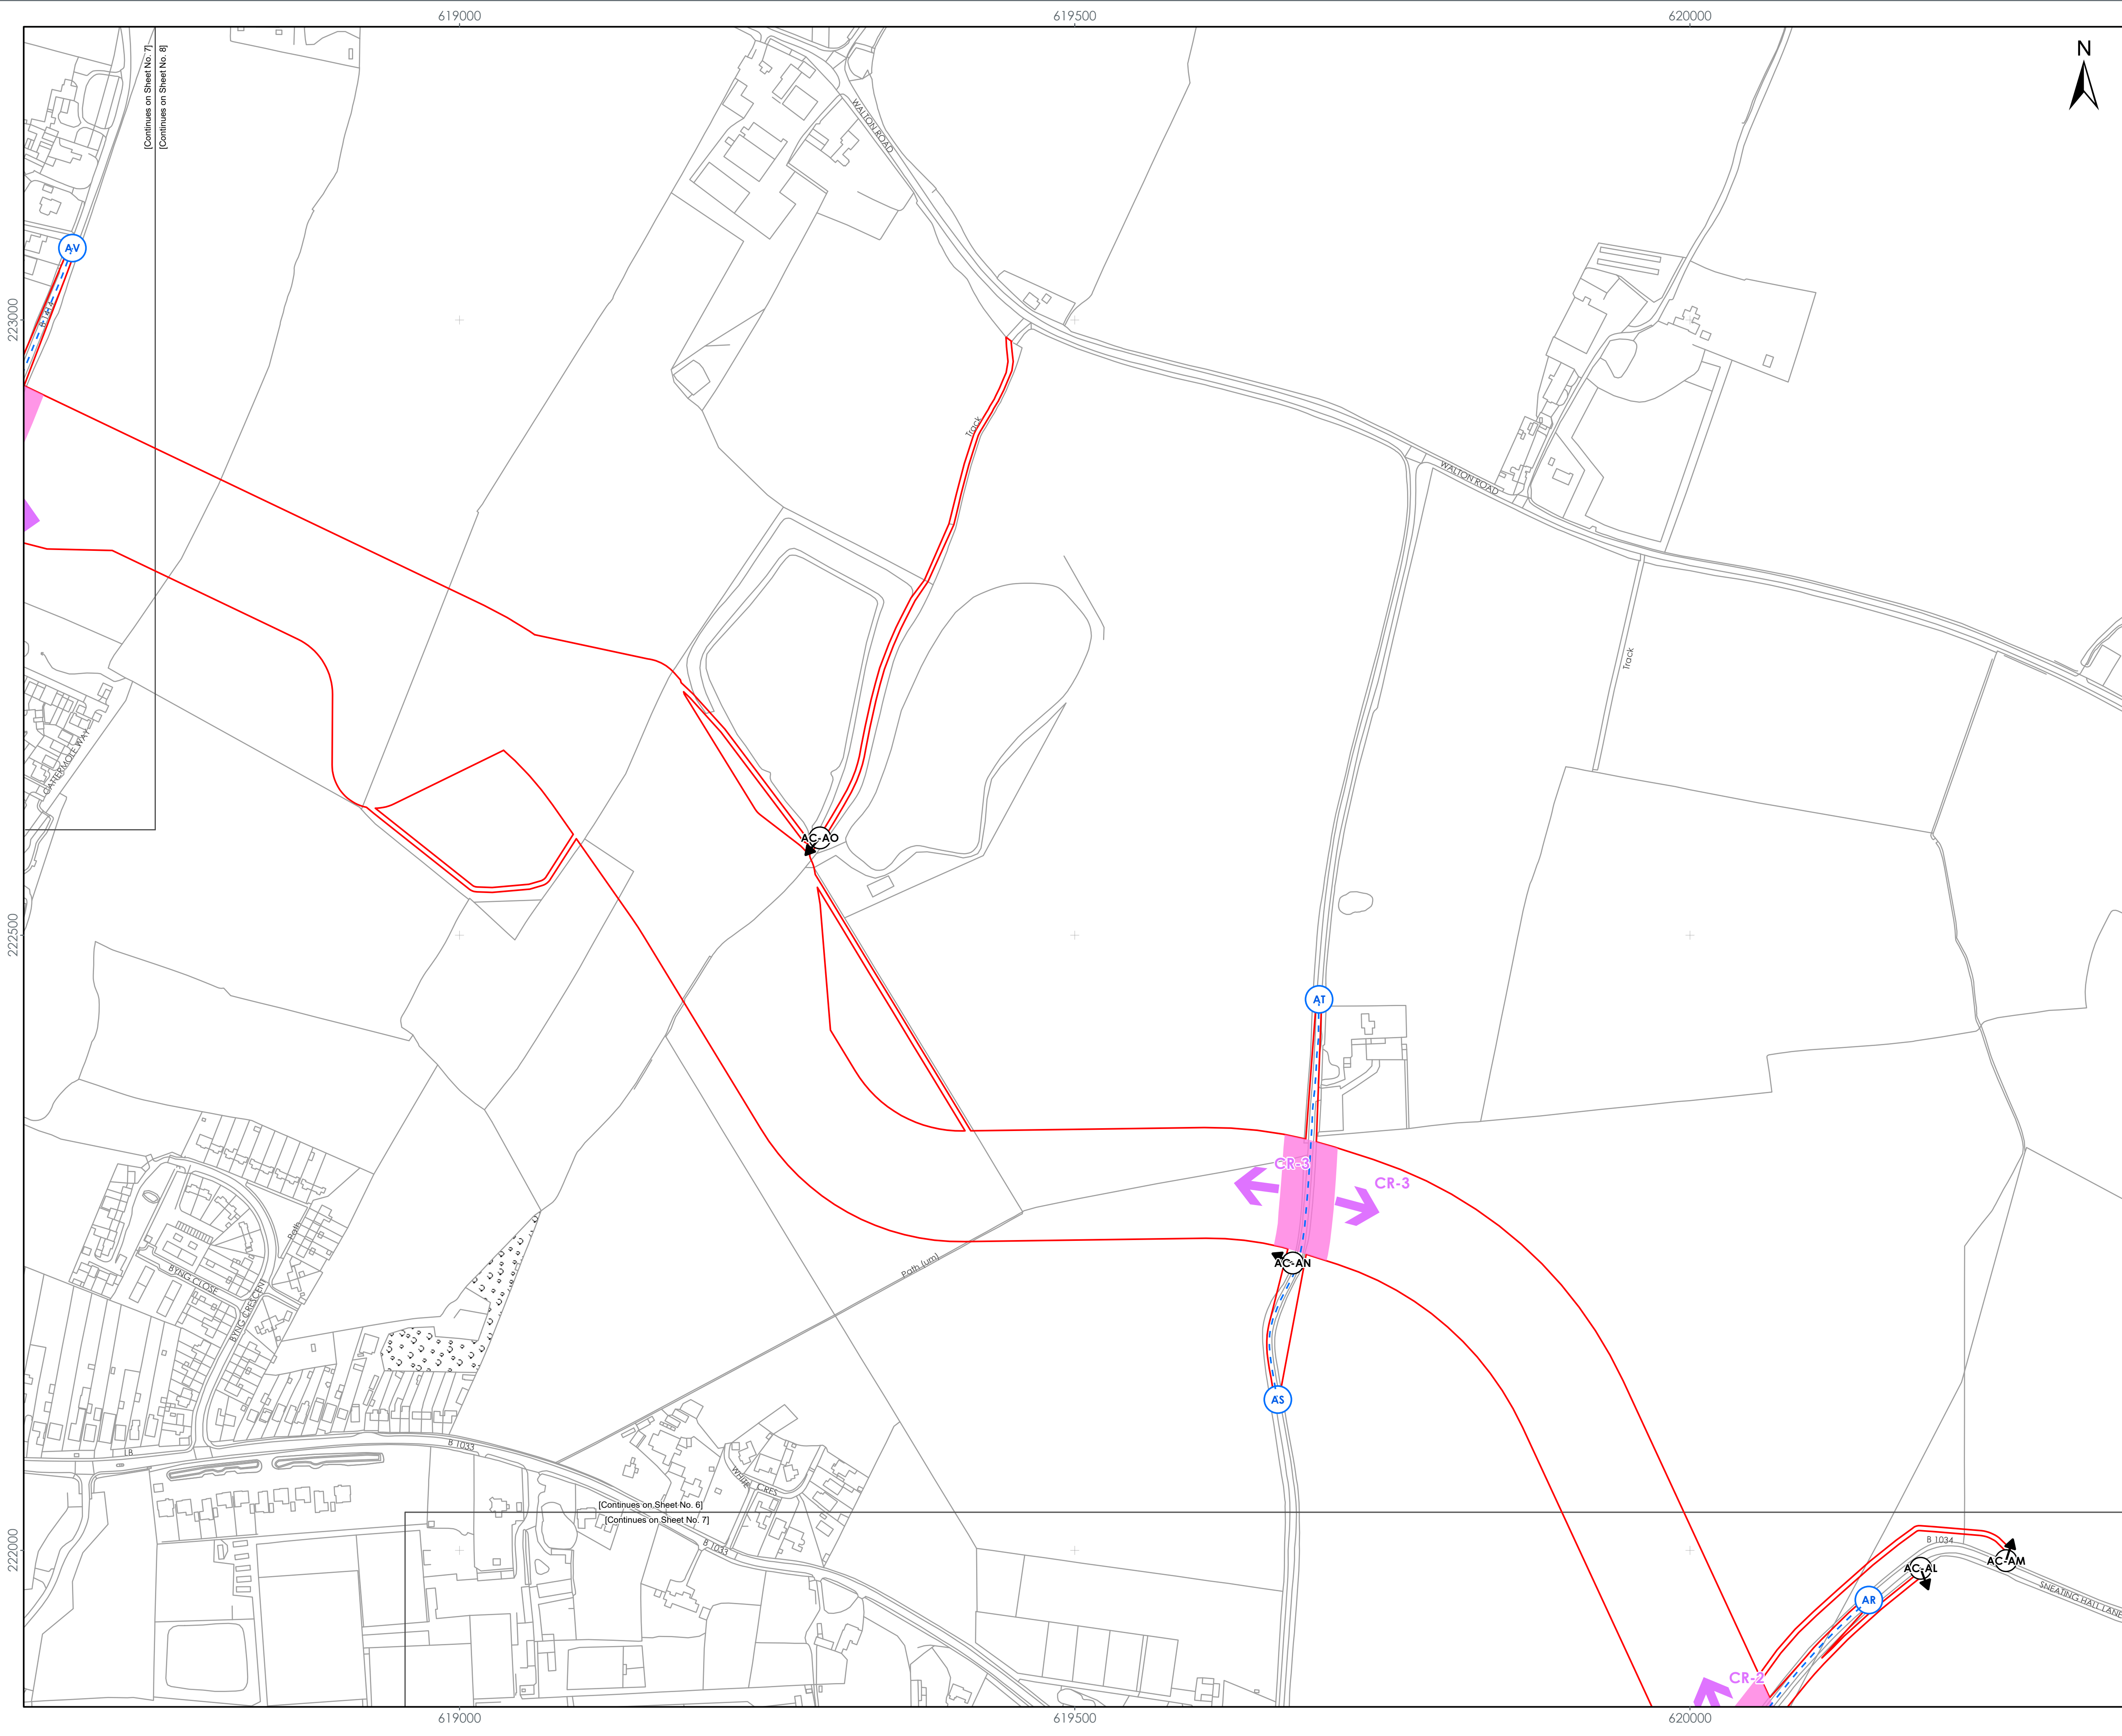 619000
619500
620000
N
[Continues on Sheet No. 7]
[Continues on Sheet No. 8]
WALTON ROAD
AV
223000
Track
WALTON ROAD
Track
CATTERMOLE WAY
AC-AO
222500
AT
CR-3
CR-3
Path
Path (um)
AC-AN
BYNG CLOSE
BYNG CRESCENT
AS
B 1033
LB
WHITE
CRES
[Continues on Sheet No. 6]
[Continues on Sheet No. 7]
222000
B 1033
B 1034
AC-AM
AC-AL
SNEATING HALL LANE
AR
CR-2
619000
619500
620000